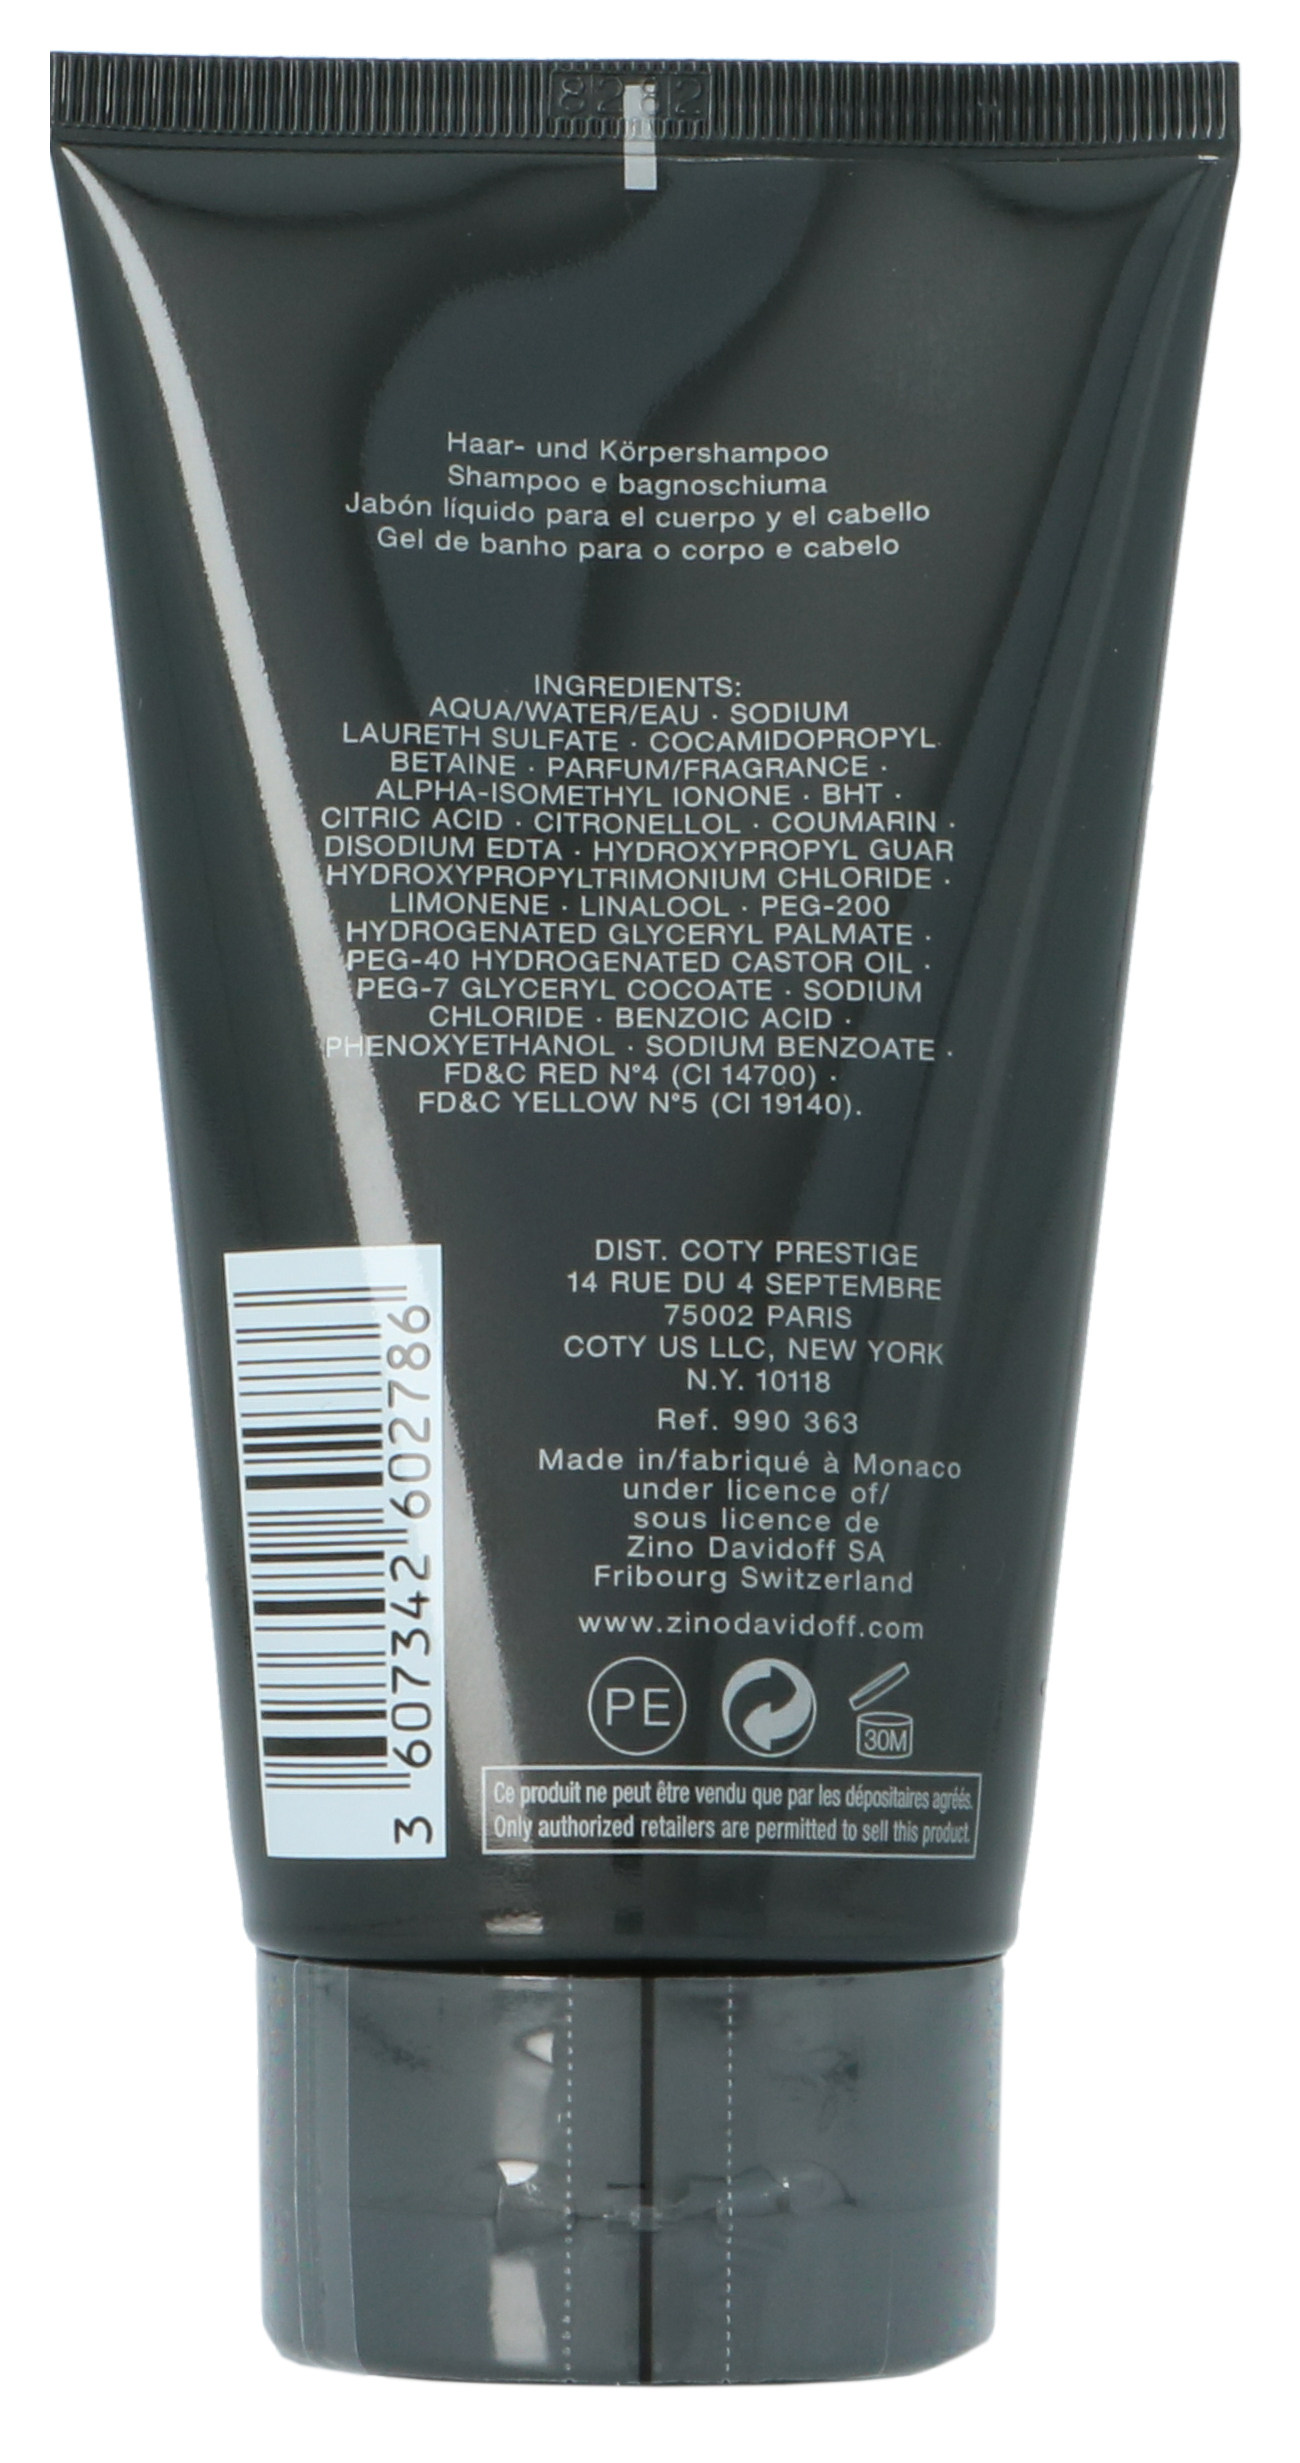 8282
Haar- und Körpershampoo
Shampoo e bagnoschiuma
Jabón líquido para el cuerpo y el cabello
Gel de banho para o corpo e cabelo
INGREDIENTS:
AQUA/WATER/EAU · SODIUM
LAURETH SULFATE · COCAMIDOPROPYL
BETAINE · PARFUM/FRAGRANCE ·
ALPHA-ISOMETHYL IONONE · BHT ·
CITRIC ACID · CITRONELLOL · COUMARIN ·
DISODIUM EDTA · HYDROXYPROPYL GUAR
HYDROXYPROPYLTRIMONIUM CHLORIDE ·
LIMONENE · LINALOOL · PEG-200
HYDROGENATED GLYCERYL PALMATE ·
PEG-40 HYDROGENATED CASTOR OIL ·
PEG-7 GLYCERYL COCOATE · SODIUM
CHLORIDE · BENZOIC ACID ·
PHENOXYETHANOL · SODIUM BENZOATE ·
FD&C RED N°4 (CI 14700) ·
FD&C YELLOW N°5 (CI 19140).
DIST. COTY PRESTIGE
14 RUE DU 4 SEPTEMBRE
75002 PARIS
COTY US LLC, NEW YORK
N.Y. 10118
Ref. 990 363
Made in/fabriqué à Monaco
under licence of/
sous licence de
Zino Davidoff SA
Fribourg Switzerland
www.zinodavidoff.com
PE
30M
Ce produit ne peut être vendu que par les dépositaires agréés.
Only authorized retailers are permitted to sell this product.
3 607342 602786